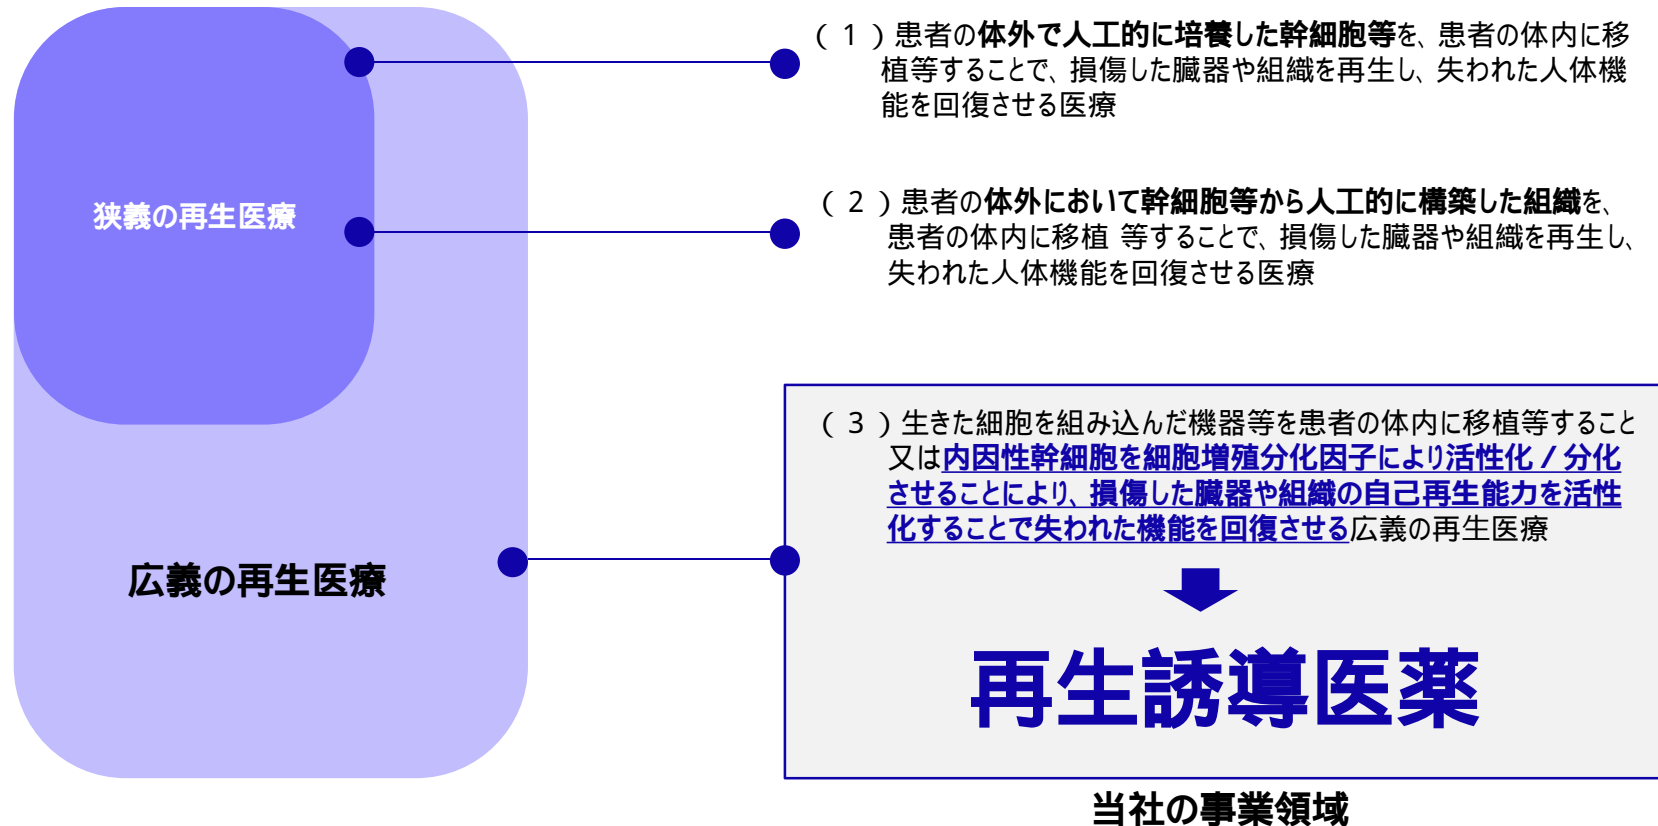 （1）患者の体外で人工的に培養した幹細胞等を、患者の体内に移
植等することで、損傷した臓器や組織を再生し、失われた人体機
能を回復させる医療
狭義の再生医療
（2）患者の体外において幹細胞等から人工的に構築した組織を、
患者の体内に移植 等することで、損傷した臓器や組織を再生し、
失われた人体機能を回復させる医療
（3）生きた細胞を組み込んだ機器等を患者の体内に移植等すること
又は内因性幹細胞を細胞増殖分化因子により活性化/分化
させることにより、損傷した臓器や組織の自己再生能力を活性
化することで失われた機能を回復させる広義の再生医療
広義の再生医療
再生誘導医薬
当社の事業領域